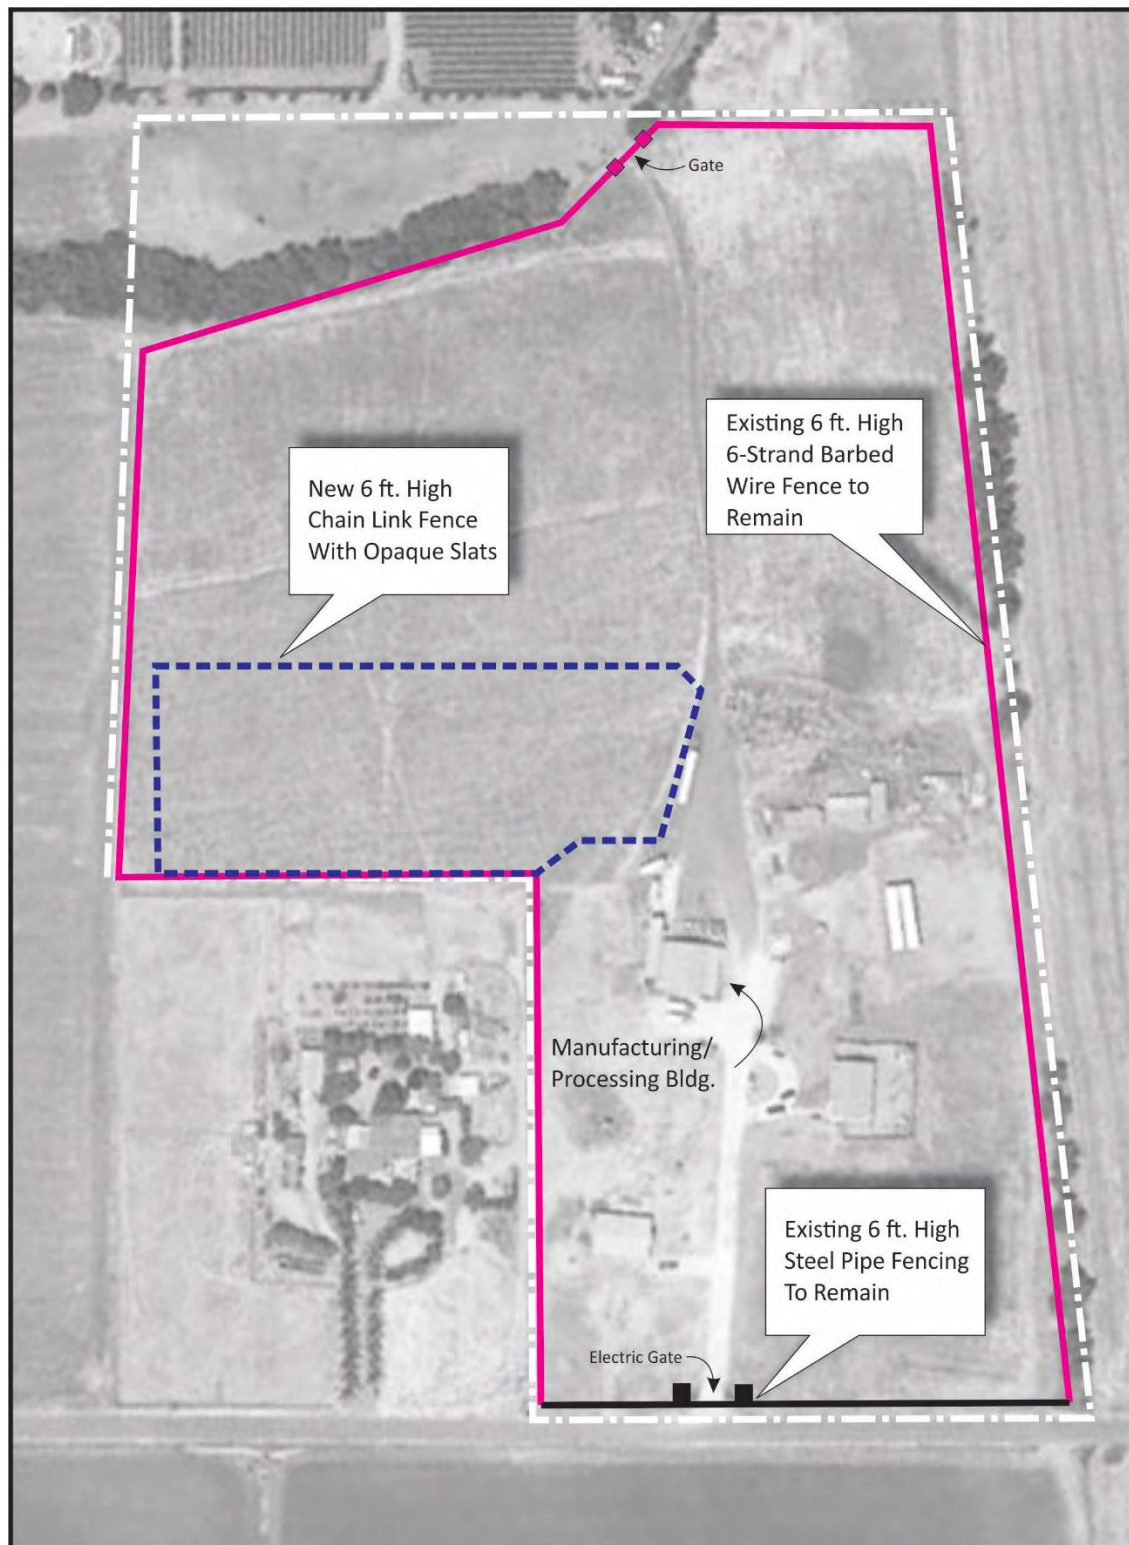 Gate
Existing 6 ft. High
6-Strand Barbed
Wire Fence to
Remain
New 6 ft. High
Chain Link Fence
With Opaque Slats
Manufacturing/
Processing Bldg.
Existing 6 ft. High
Steel Pipe Fencing
To Remain
Electric Gate